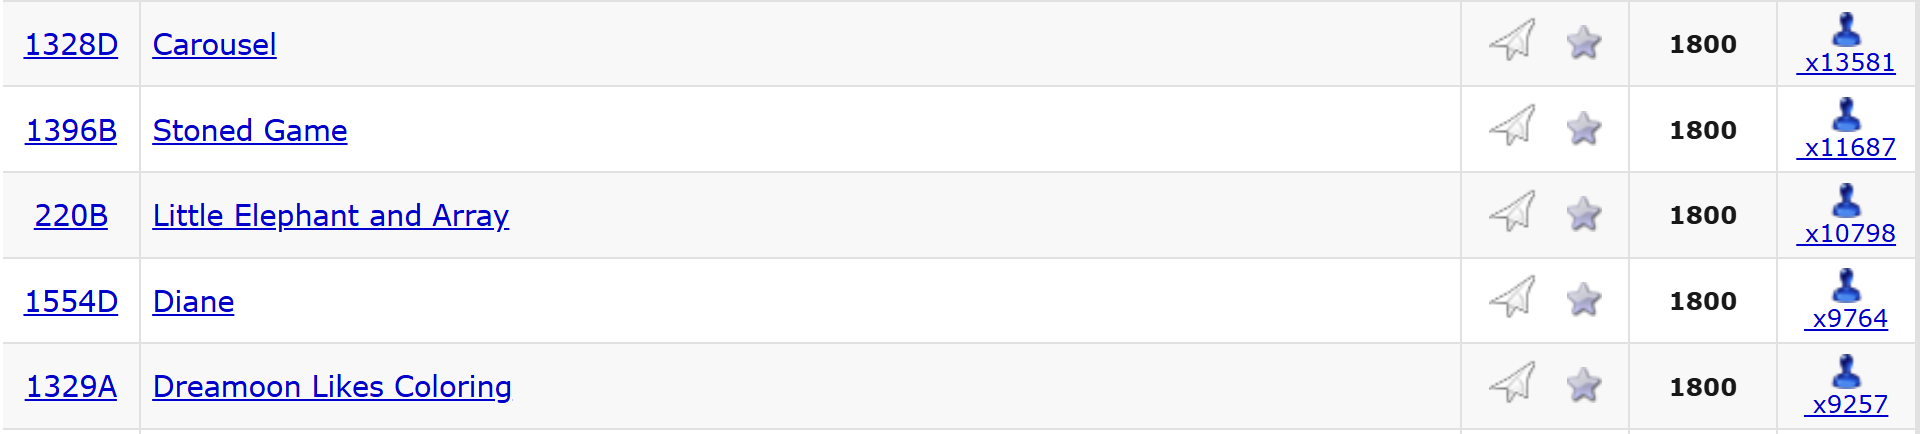 1328D Carousel 1800 x13581
1396B Stoned Game 1800 x11687
220B Little Elephant and Array 1800 x10798
1554D Diane 1800 x9764
1329A Dreamoon Likes Coloring 1800 x9257